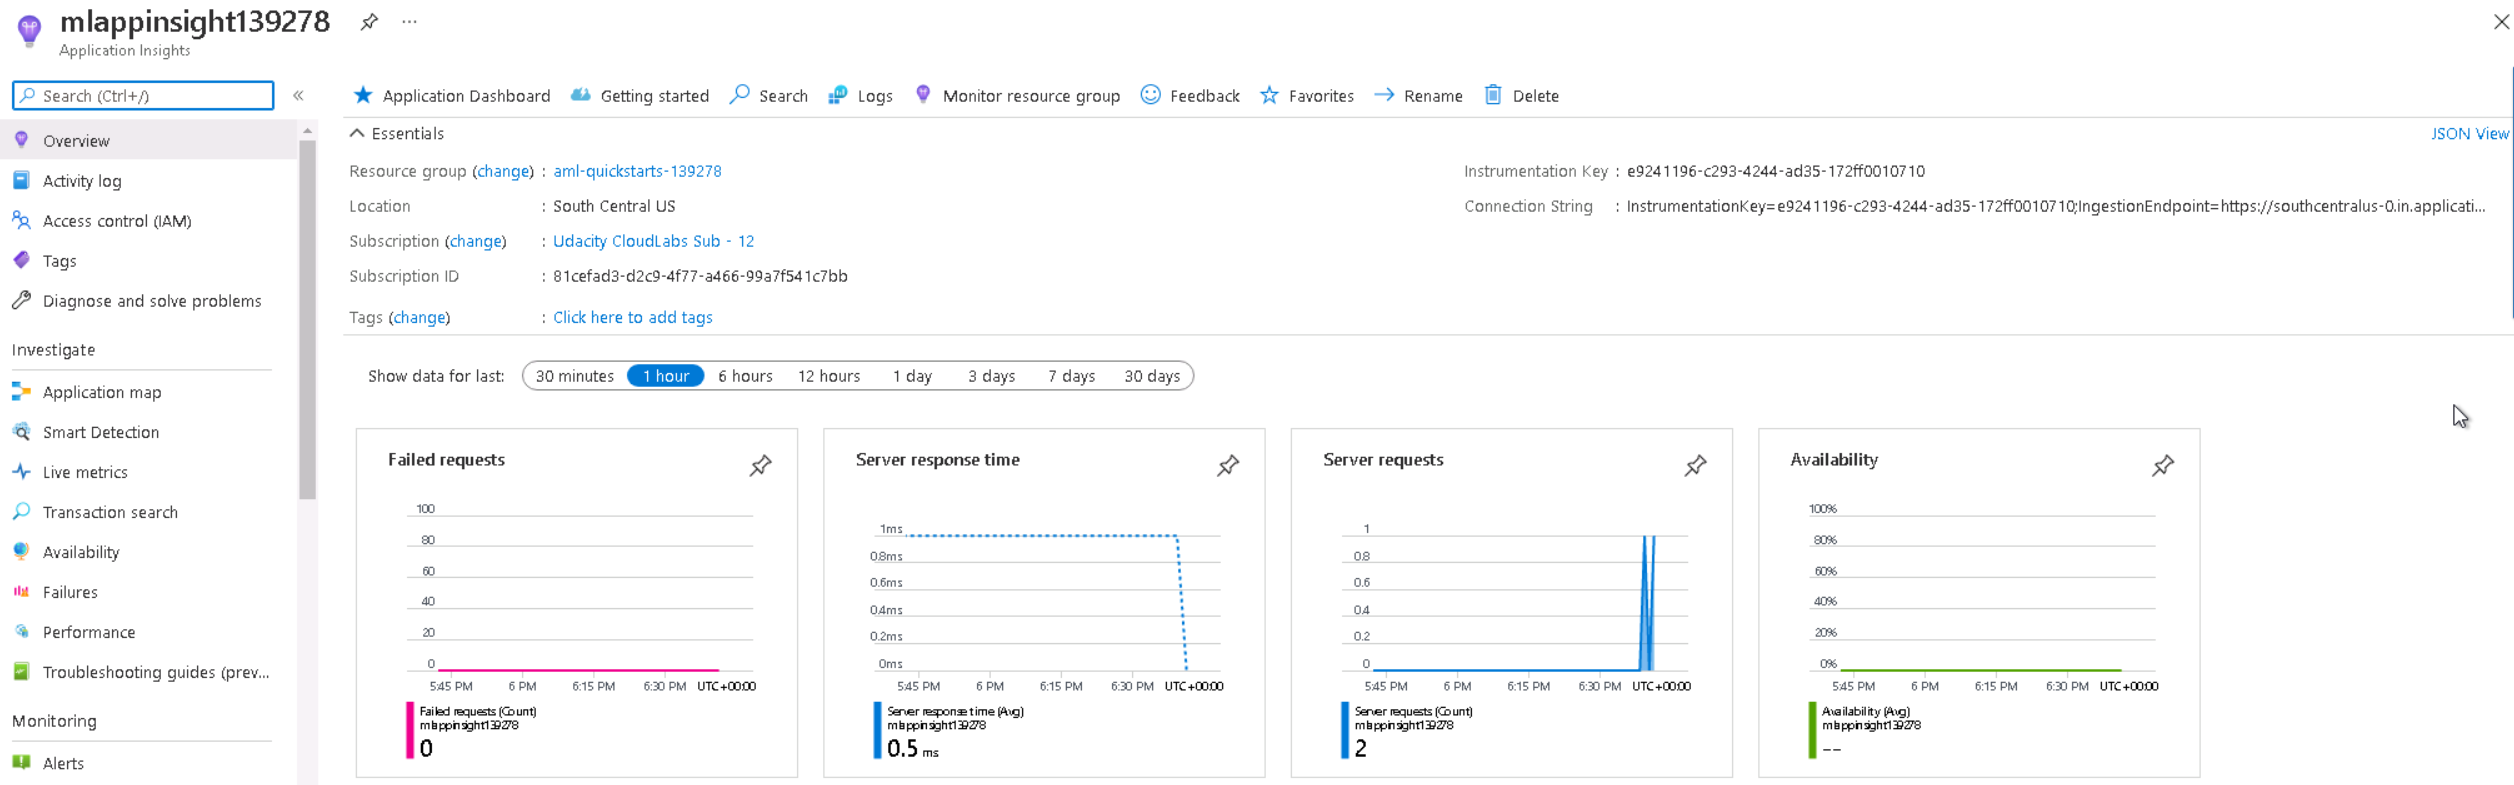 mlappinsight139278
Application Insights
Search (Ctrl+/)
Overview
Activity log
Access control (IAM)
Tags
Diagnose and solve problems
Investigate
Application map
Smart Detection
Live metrics
Transaction search
Availability
Failures
Performance
Troubleshooting guides (prev...
Monitoring
Alerts
Application Dashboard Getting started Search Logs Monitor resource group Feedback Favorites Rename Delete
Essentials
JSON View
Resource group (change) : aml-quickstarts-139278
Location : South Central US
Subscription (change) : Udacity CloudLabs Sub - 12
Subscription ID : 81cefad3-d2c9-4f77-a466-99a7f541c7bb
Tags (change) : Click here to add tags
Instrumentation Key : e9241196-c293-4244-ad35-172ff0010710
Connection String : InstrumentationKey=e9241196-c293-4244-ad35-172ff0010710;IngestionEndpoint=https://southcentralus-0.in.applicati...
Show data for last: 30 minutes 1 hour 6 hours 12 hours 1 day 3 days 7 days 30 days
Failed requests
100
80
60
40
20
0
5:45 PM 6 PM 6:15 PM 6:30 PM UTC+00:00
Failed requests (Count)
mlappinsight139278
0
Server response time
1ms
0.8ms
0.6ms
0.4ms
0.2ms
0ms
5:45 PM 6 PM 6:15 PM 6:30 PM UTC+00:00
Server response time (Avg)
mlappinsight139278
0.5 ms
Server requests
1
0.8
0.6
0.4
0.2
0
5:45 PM 6 PM 6:15 PM 6:30 PM UTC+00:00
Server requests (Count)
mlappinsight139278
2
Availability
100%
80%
60%
40%
20%
0%
5:45 PM 6 PM 6:15 PM 6:30 PM UTC+00:00
Availability (Avg)
mlappinsight139278
--